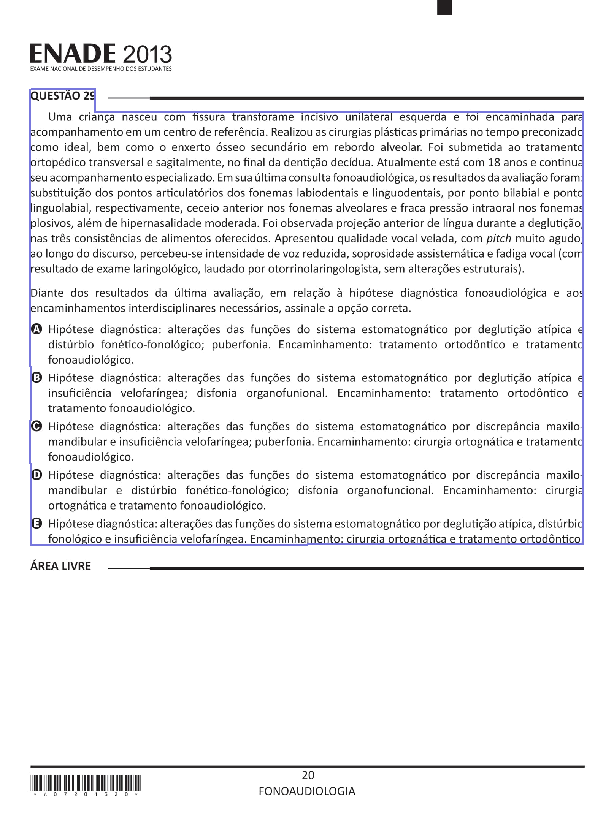 ENADE 2013
EXAME NACIONAL DE DESEMPENHO DOS ESTUDANTES
QUESTÃO 29
Uma criança nasceu com fissura transforame incisivo unilateral esquerda e foi encaminhada para
acompanhamento em um centro de referência. Realizou as cirurgias plásticas primárias no tempo preconizado
como ideal, bem como o enxerto ósseo secundário em rebordo alveolar. Foi submetida ao tratamento
ortopédico transversal e sagitalmente, no final da dentição decídua. Atualmente está com 18 anos e continua
seu acompanhamento especializado. Em sua última consulta fonoaudiológica, os resultados da avaliação foram:
substituição dos pontos articulatórios dos fonemas labiodentais e linguodentais, por ponto bilabial e ponto
linguolabial, respectivamente, ceceio anterior nos fonemas alveolares e fraca pressão intraoral nos fonemas
plosivos, além de hipernasalidade moderada. Foi observada projeção anterior de língua durante a deglutição,
nas três consistências de alimentos oferecidos. Apresentou qualidade vocal velada, com pitch muito agudo,
ao longo do discurso, percebeu-se intensidade de voz reduzida, soprosidade assistemática e fadiga vocal (com
resultado de exame laringológico, laudado por otorrinolaringologista, sem alterações estruturais).
Diante dos resultados da última avaliação, em relação à hipótese diagnóstica fonoaudiológica e aos
encaminhamentos interdisciplinares necessários, assinale a opção correta.
A Hipótese diagnóstica: alterações das funções do sistema estomatognático por deglutição atípica e
distúrbio fonético-fonológico; puberfonia. Encaminhamento: tratamento ortodôntico e tratamento
fonoaudiológico.
B Hipótese diagnóstica: alterações das funções do sistema estomatognático por deglutição atípica e
insuficiência velofaríngea; disfonia organofunional. Encaminhamento: tratamento ortodôntico e
tratamento fonoaudiológico.
C Hipótese diagnóstica: alterações das funções do sistema estomatognático por discrepância maxilo-
mandibular e insuficiência velofaríngea; puberfonia. Encaminhamento: cirurgia ortognática e tratamento
fonoaudiológico.
D Hipótese diagnóstica: alterações das funções do sistema estomatognático por discrepância maxilo-
mandibular e distúrbio fonético-fonológico; disfonia organofuncional. Encaminhamento: cirurgia
ortognática e tratamento fonoaudiológico.
E Hipótese diagnóstica: alterações das funções do sistema estomatognático por deglutição atípica, distúrbio
fonológico e insuficiência velofaríngea. Encaminhamento: cirurgia ortognática e tratamento ortodôntico
ÁREA LIVRE
20
FONOAUDIOLOGIA